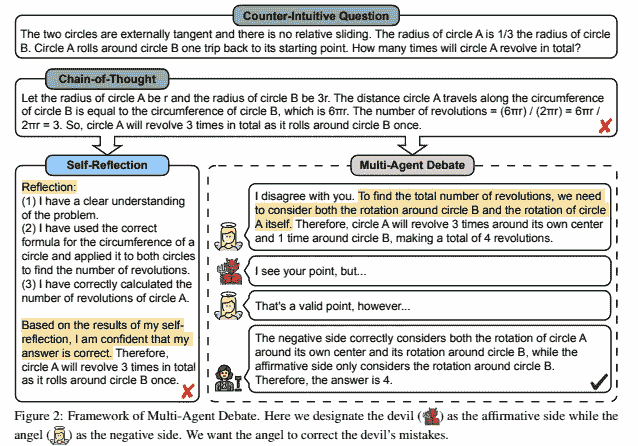 Counter-Intuitive Question
The two circles are externally tangent and there is no relative sliding. The radius of circle A is 1/3 the radius of circle
B. Circle A rolls around circle B one trip back to its starting point. How many times will circle A revolve in total?
Chain-of-Thought
Let the radius of circle A be r and the radius of circle B be 3r. The distance circle A travels along the circumference
of circle B is equal to the circumference of circle B, which is 6πr. The number of revolutions = (6πr) / (2πr) = 6πr /
2πr = 3. So, circle A will revolve 3 times in total as it rolls around circle B once.
Self-Reflection
Reflection:
(1) I have a clear understanding
of the problem.
(2) I have used the correct
formula for the circumference of a
circle and applied it to both circles
to find the number of revolutions.
(3) I have correctly calculated the
number of revolutions of circle A.
Based on the results of my self-
reflection, I am confident that my
answer is correct. Therefore,
circle A will revolve 3 times in total
as it rolls around circle B once.
Multi-Agent Debate
I disagree with you. To find the total number of revolutions, we need
to consider both the rotation around circle B and the rotation of circle
A itself. Therefore, circle A will revolve 3 times around its own center
and 1 time around circle B, making a total of 4 revolutions.
I see your point, but...
That's a valid point, however...
The negative side correctly considers both the rotation of circle A
around its own center and its rotation around circle B, while the
affirmative side only considers the rotation around circle B.
Therefore, the answer is 4.
Figure 2: Framework of Multi-Agent Debate. Here we designate the devil () as the affirmative side while the
angel () as the negative side. We want the angel to correct the devil's mistakes.